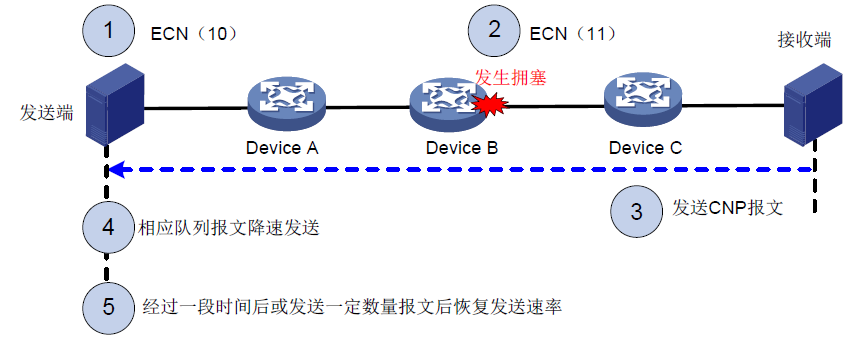 1
ECN（10）
2
ECN（11）
接收端
发生拥塞
发送端
Device A
Device B
Device C
3
发送CNP报文
4
相应队列报文降速发送
5
经过一段时间后或发送一定数量报文后恢复发送速率